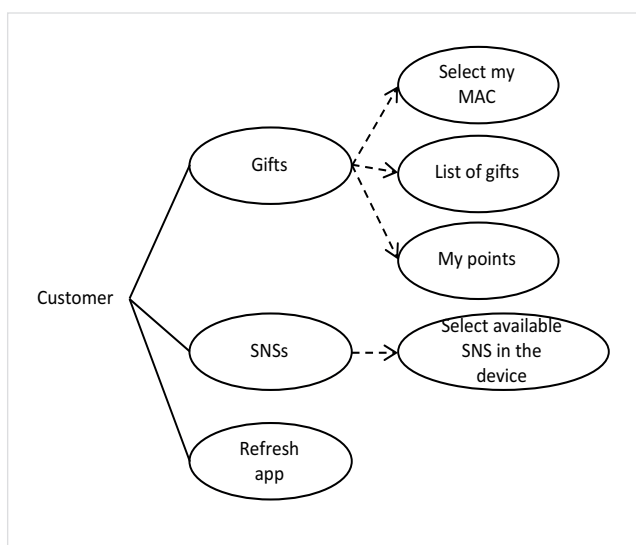 Select my
MAC
Gifts
List of gifts
My points
Customer
SNSs
Select available
SNS in the
device
Refresh
app